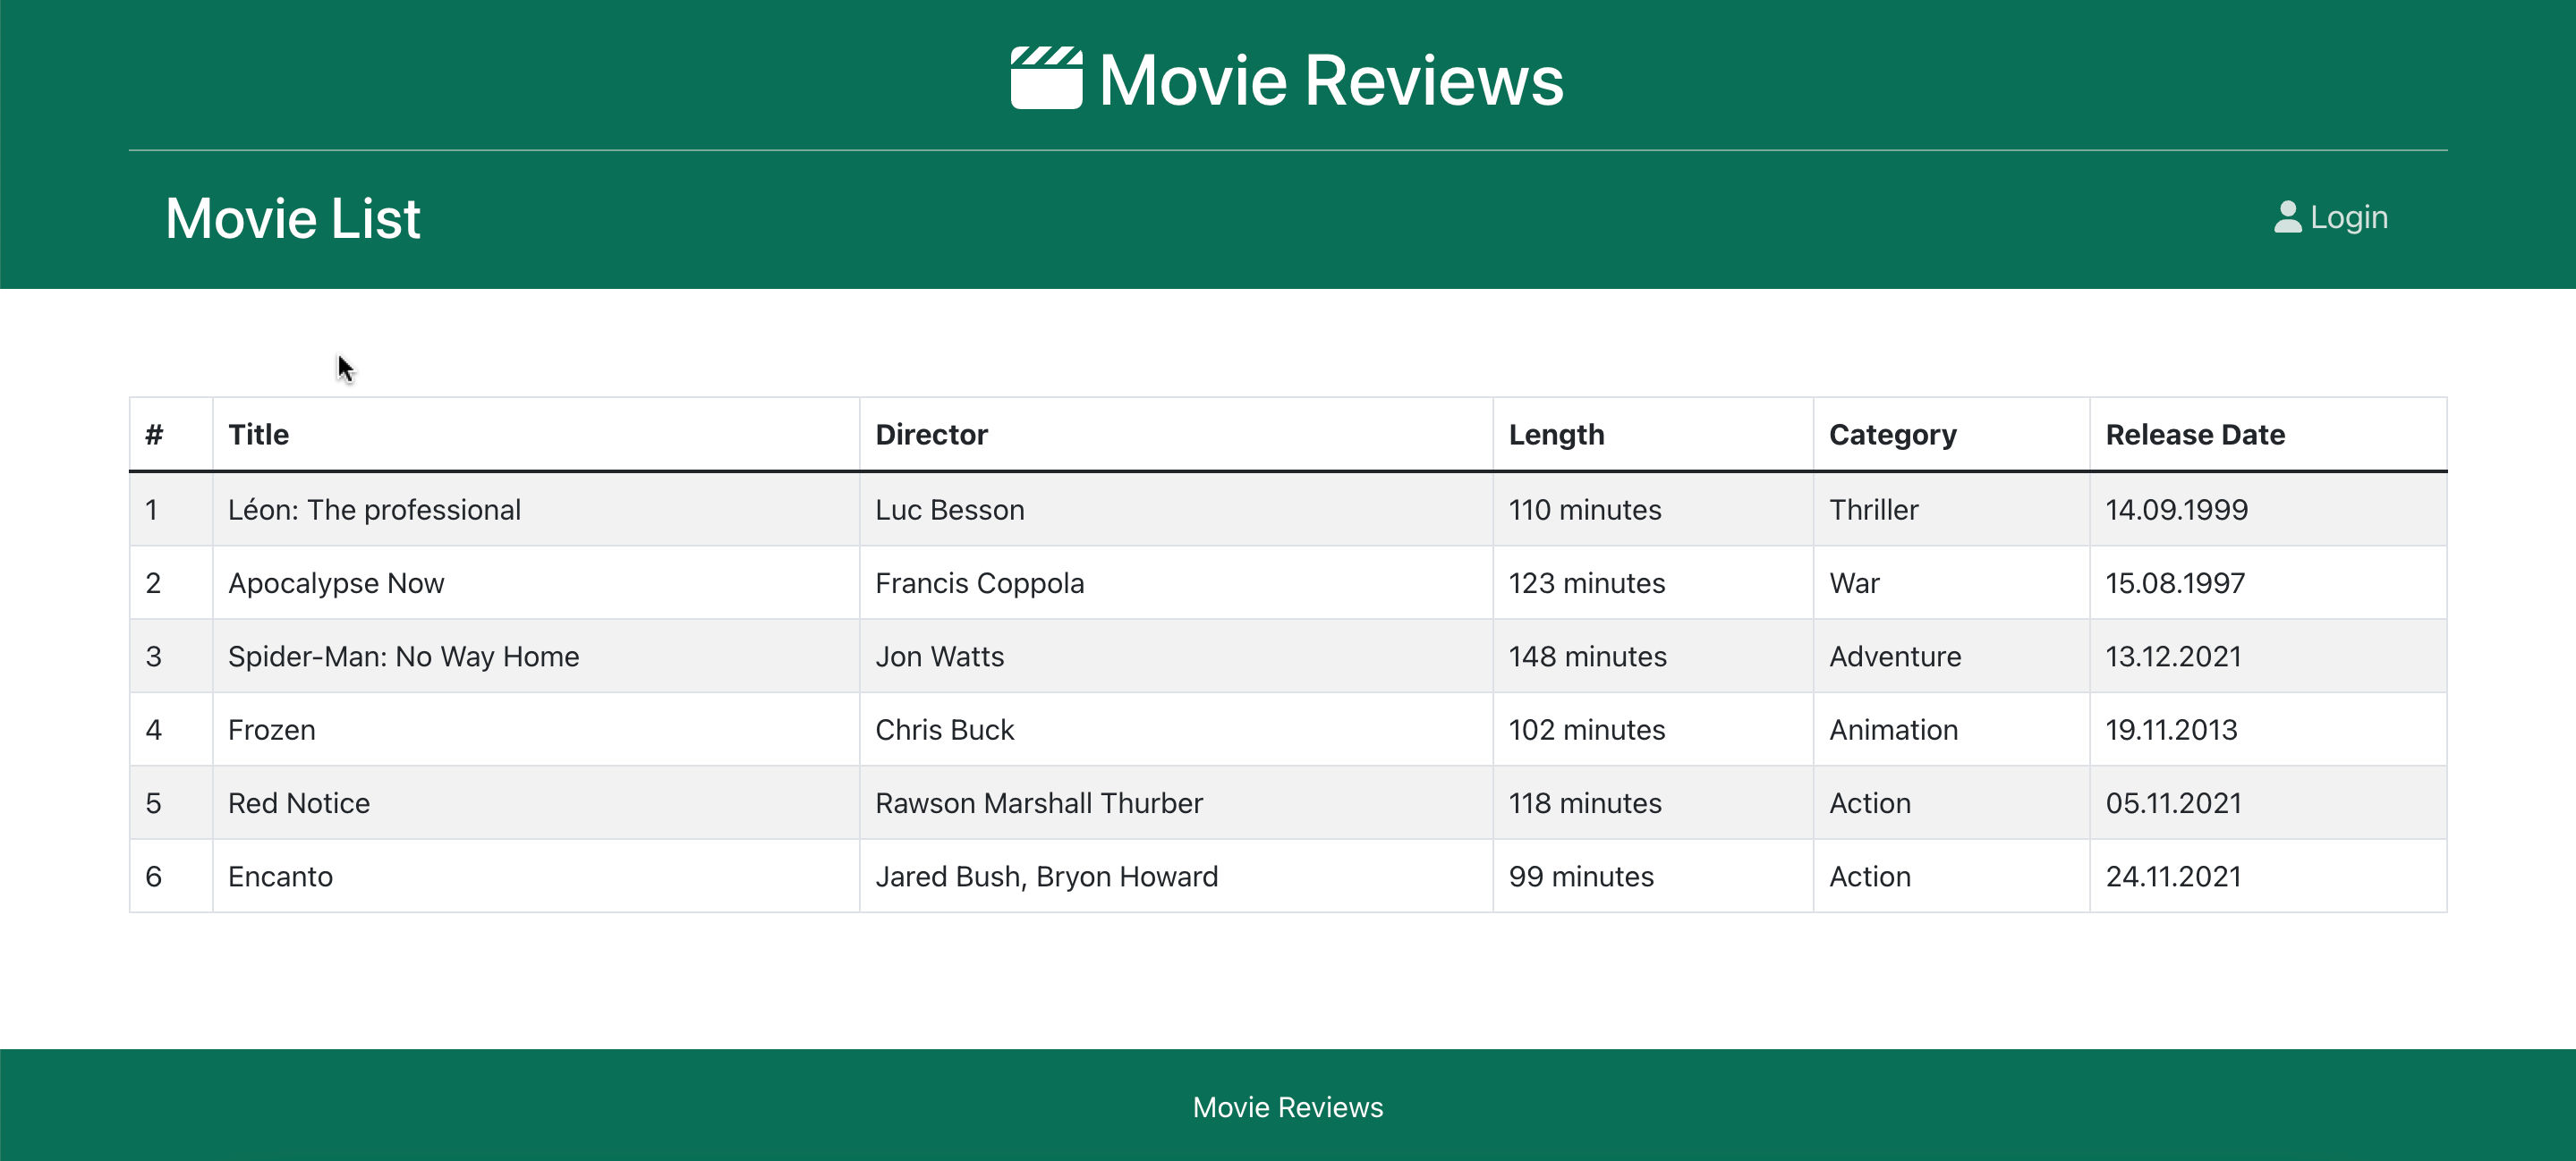 Movie Reviews
Movie List
Login
# Title Director Length Category Release Date
1 Léon: The professional Luc Besson 110 minutes Thriller 14.09.1999
2 Apocalypse Now Francis Coppola 123 minutes War 15.08.1997
3 Spider-Man: No Way Home Jon Watts 148 minutes Adventure 13.12.2021
4 Frozen Chris Buck 102 minutes Animation 19.11.2013
5 Red Notice Rawson Marshall Thurber 118 minutes Action 05.11.2021
6 Encanto Jared Bush, Bryon Howard 99 minutes Action 24.11.2021
Movie Reviews